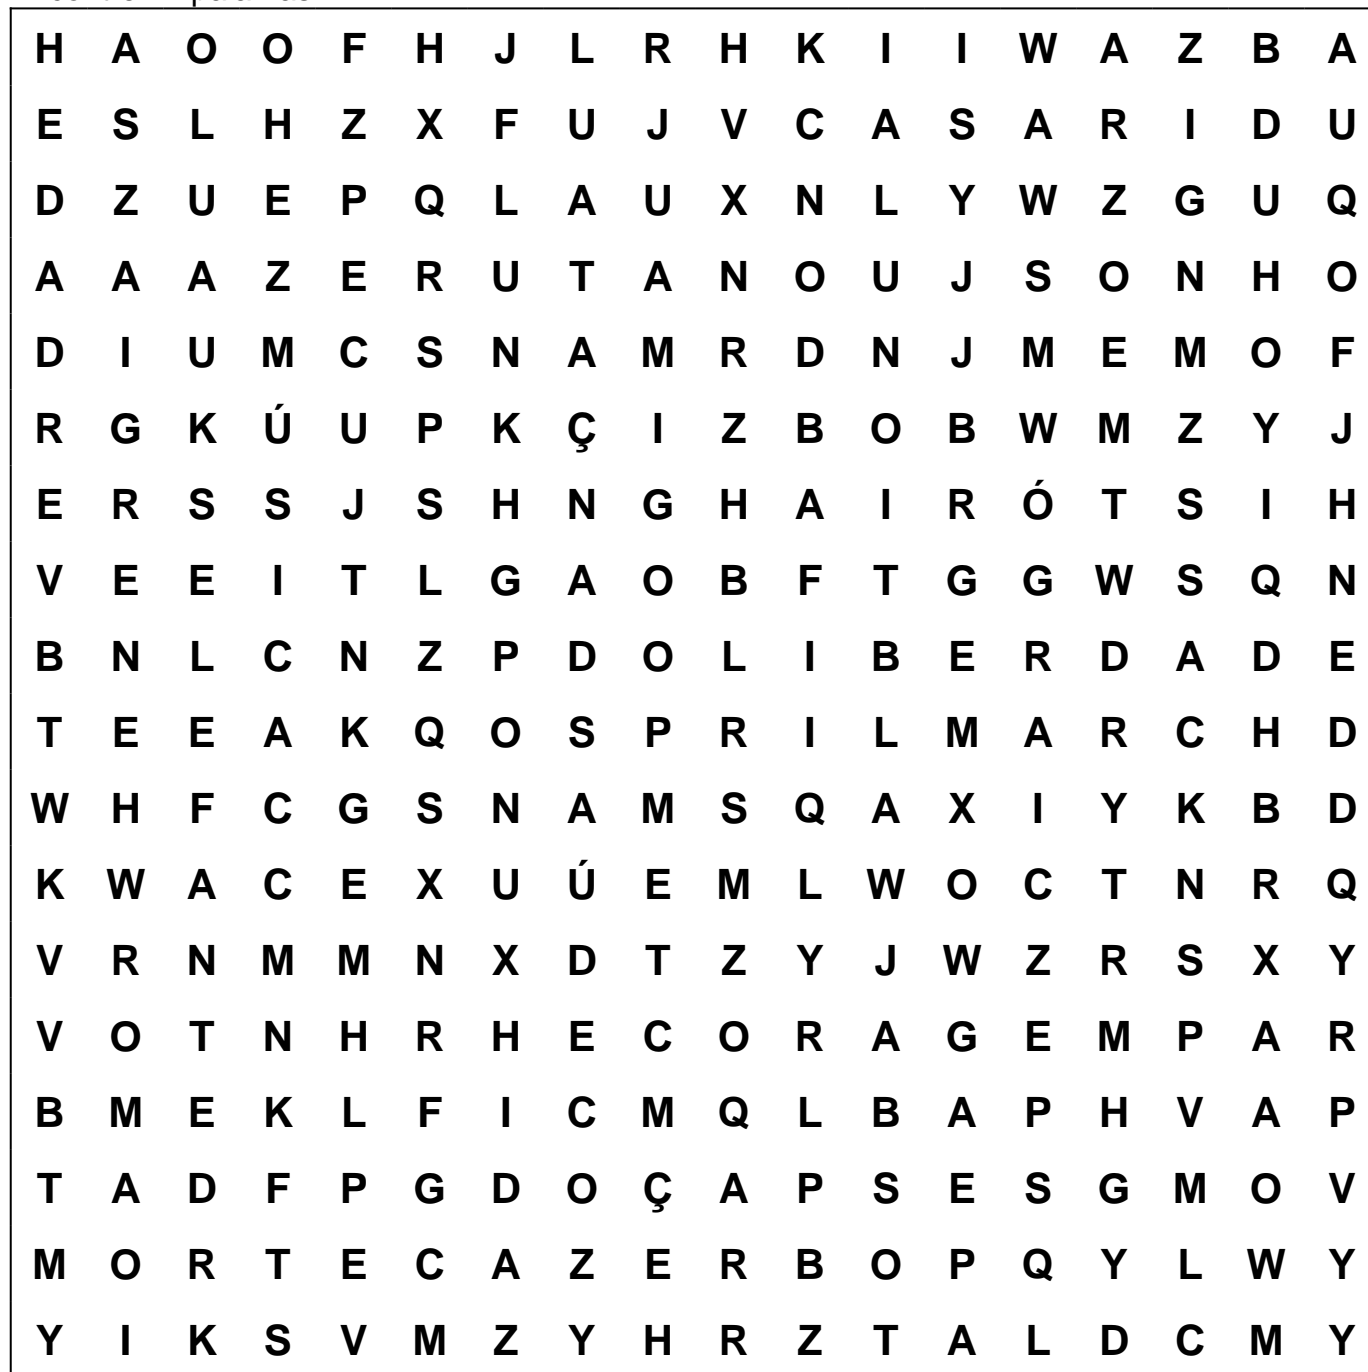 H A O O F H J L R H K I I W A Z B A
E S L H Z X F U J V C A S A R I D U
D Z U E P Q L A U X N L Y W Z G U Q
A A A Z E R U T A N O U J S O N H O
D I U M C S N A M R D N J M E M O F
R G K Ú U P K Ç I Z B O B W M Z Y J
E R S S J S H N G H A I R Ó T S I H
V E E I T L G A O B F T G G W S Q N
B N L C N Z P D O L I B E R D A D E
T E E A K Q O S P R I L M A R C H D
W H F C G S N A M S Q A X I Y K B D
K W A C E X U Ú E M L W O C T N R Q
V R N M M N X D T Z Y J W Z R S X Y
V O T N H R H E C O R A G E M P A R
B M E K L F I C M Q L B A P H V A P
T A D F P G D O Ç A P S E S G M O V
M O R T E C A Z E R B O P Q Y L W Y
Y I K S V M Z Y H R Z T A L D C M Y